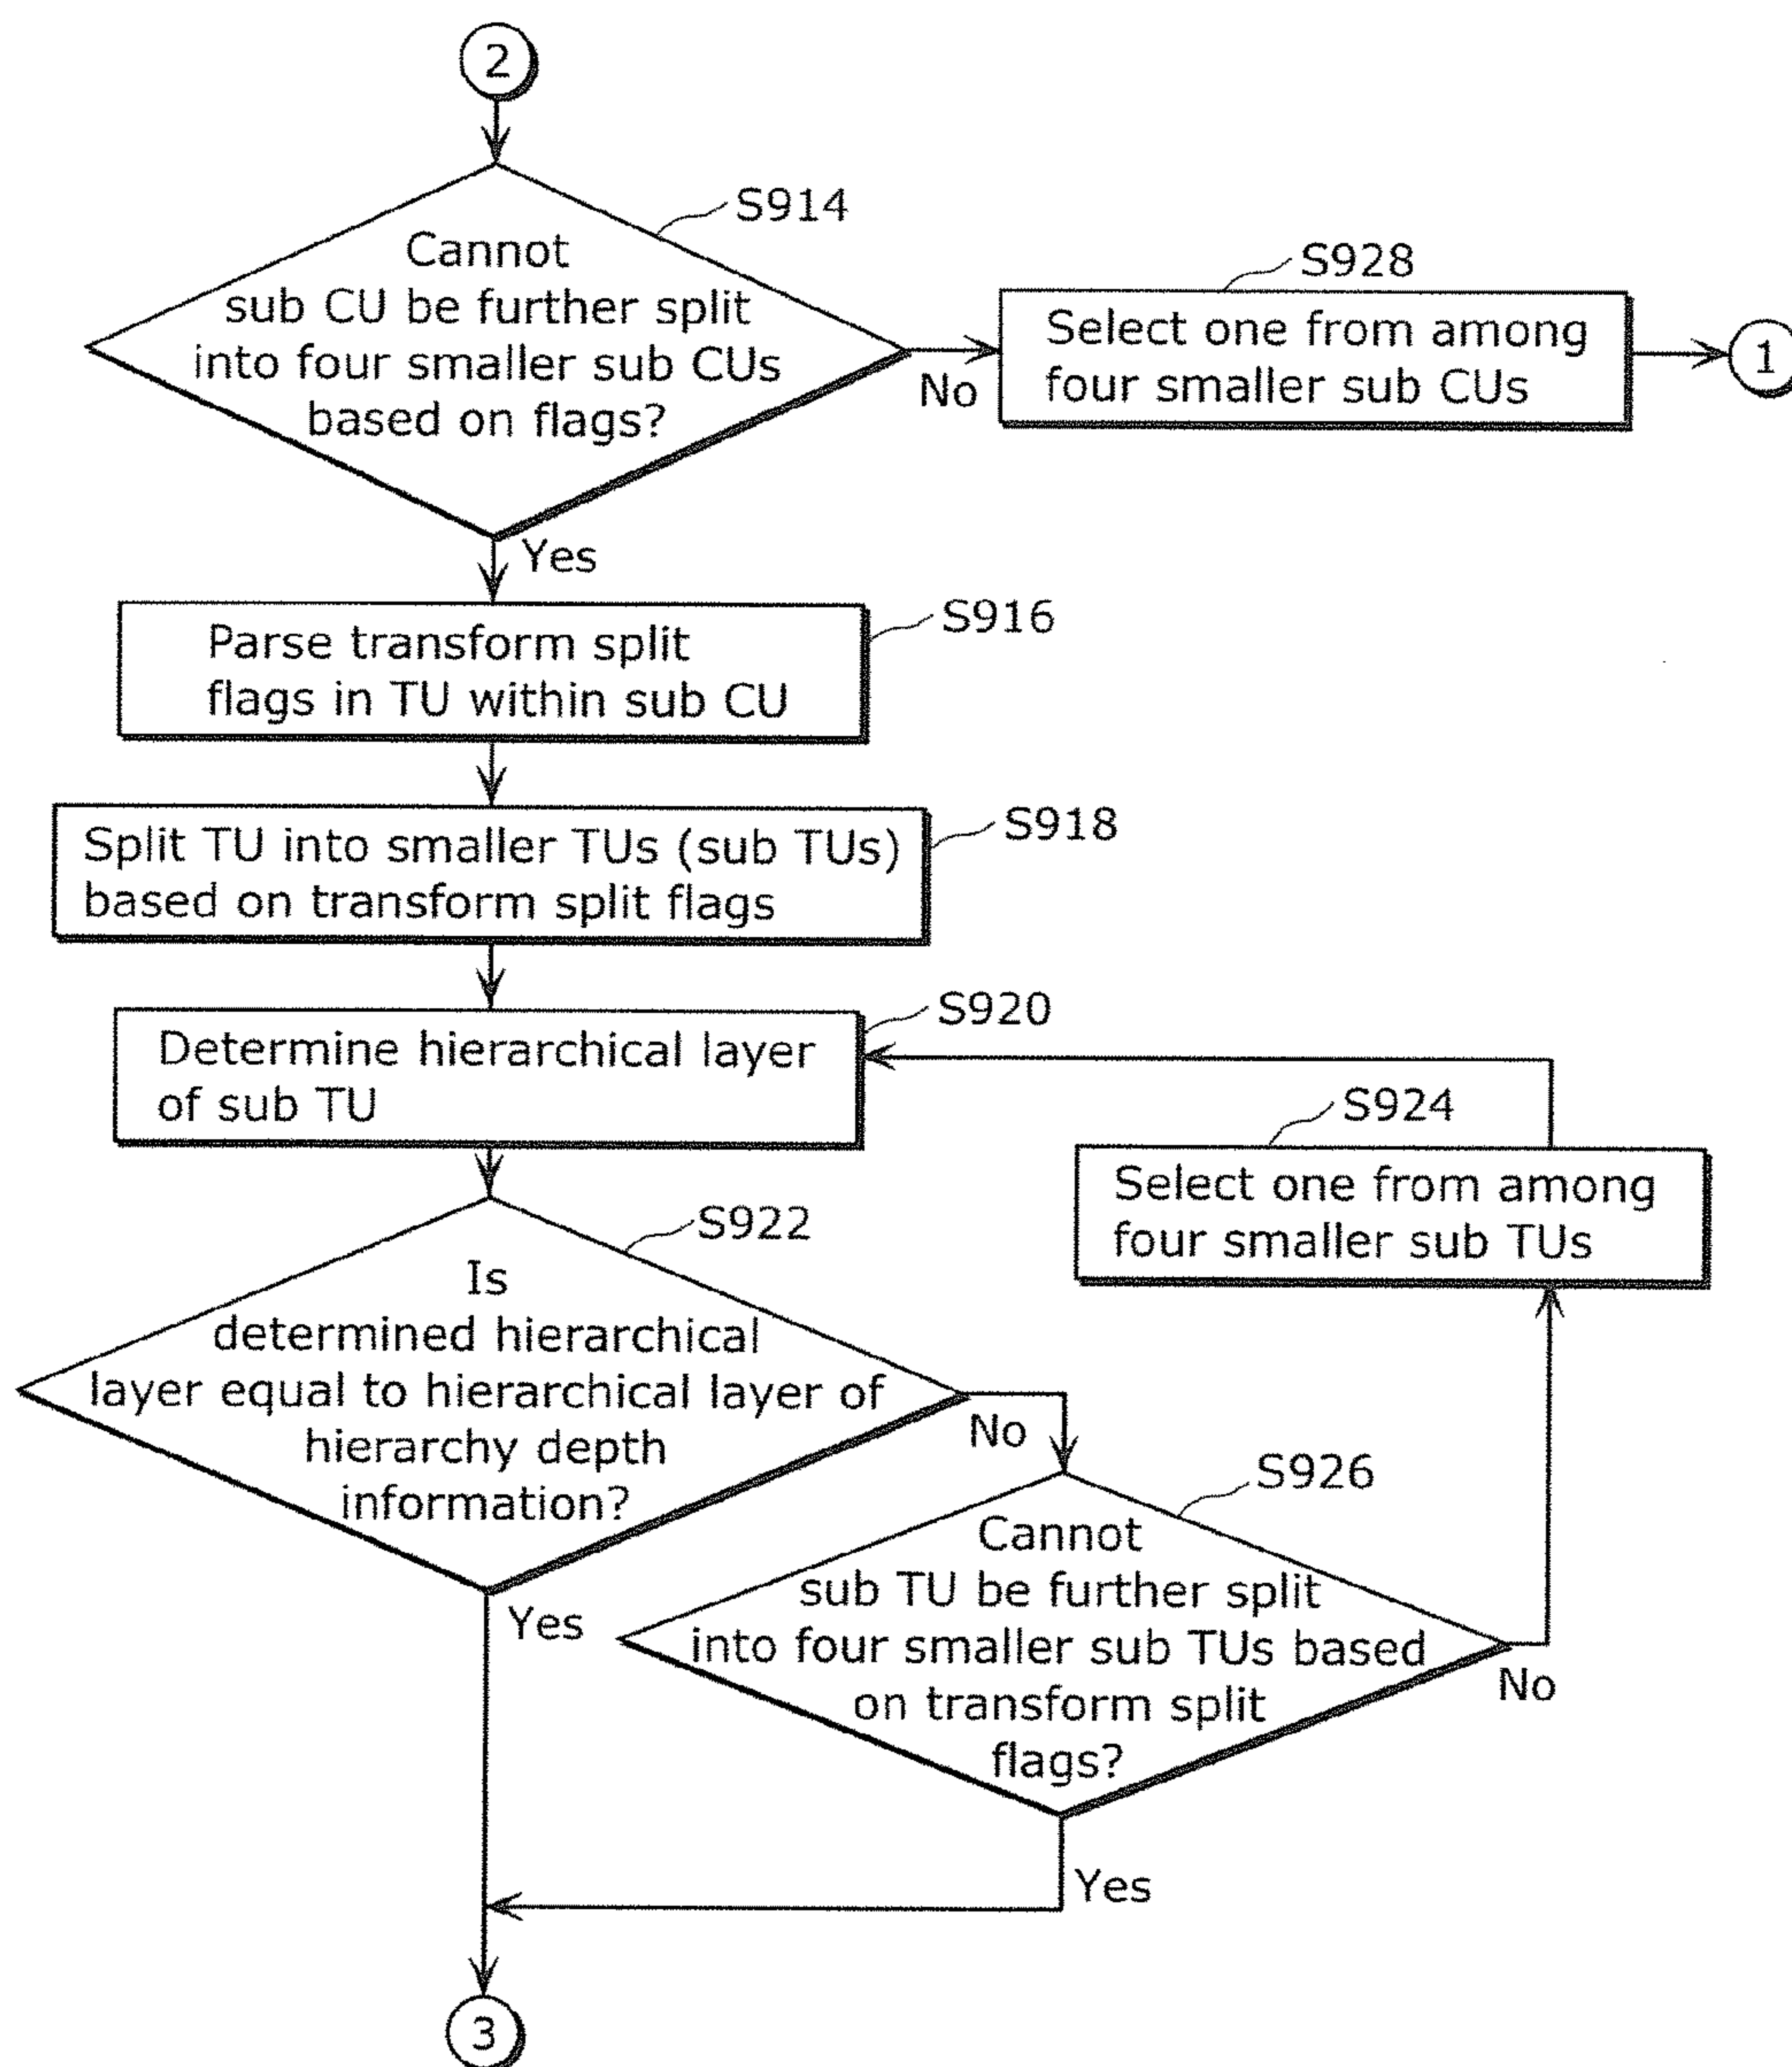 2
S914
Cannot
sub CU be further split
into four smaller sub CUs
based on flags?
No
S928
Select one from among
four smaller sub CUs
1
Yes
S916
Parse transform split
flags in TU within sub CU
S918
Split TU into smaller TUs (sub TUs)
based on transform split flags
S920
Determine hierarchical layer
of sub TU
S924
Select one from among
four smaller sub TUs
S922
Is
determined hierarchical
layer equal to hierarchical layer of
hierarchy depth
information?
No
Yes
S926
Cannot
sub TU be further split
into four smaller sub TUs based
on transform split
flags?
No
Yes
3